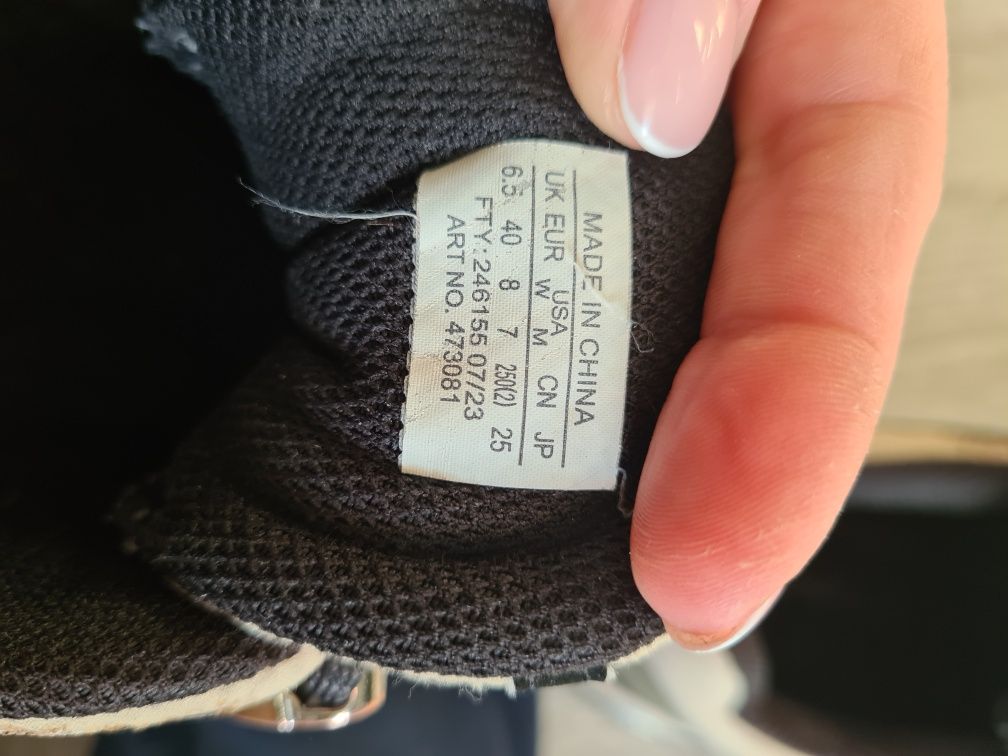 MADE IN CHINA
USA
UK EUR W M CN JP
6.5 40 8 7 250(2) 25
FTY: 246155 07/23
ART NO. 473081